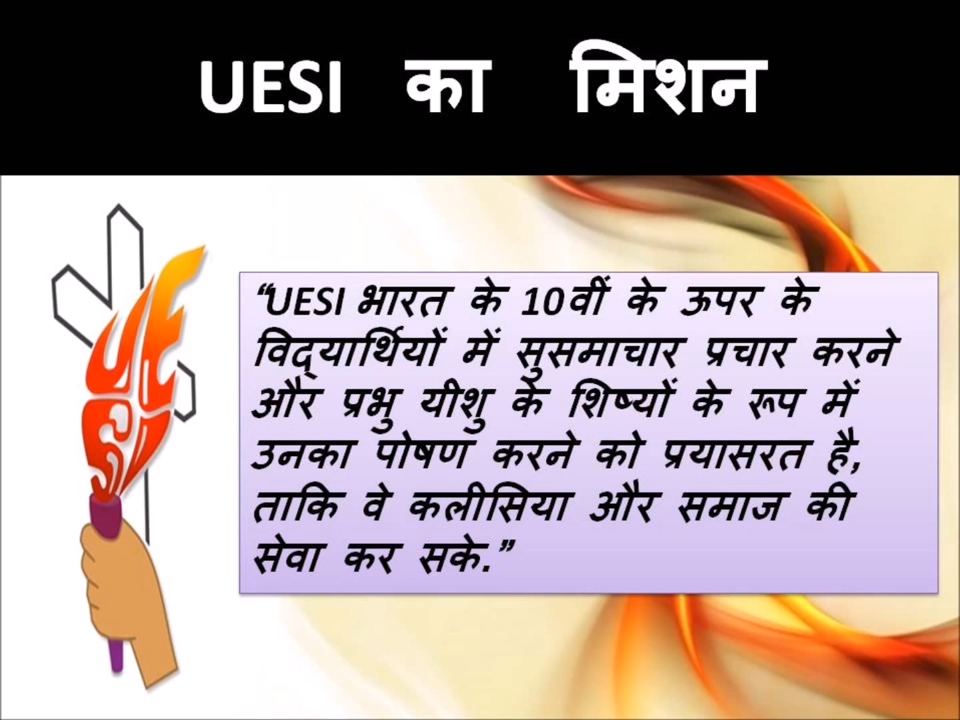 UESI का मिशन
UESI
“UESI भारत के 10वीं के ऊपर के
विद्यार्थियों में सुसमाचार प्रचार करने
और प्रभु यीशु के शिष्यों के रूप में
उनका पोषण करने को प्रयासरत है,
ताकि वे कलीसिया और समाज की
सेवा कर सके.”